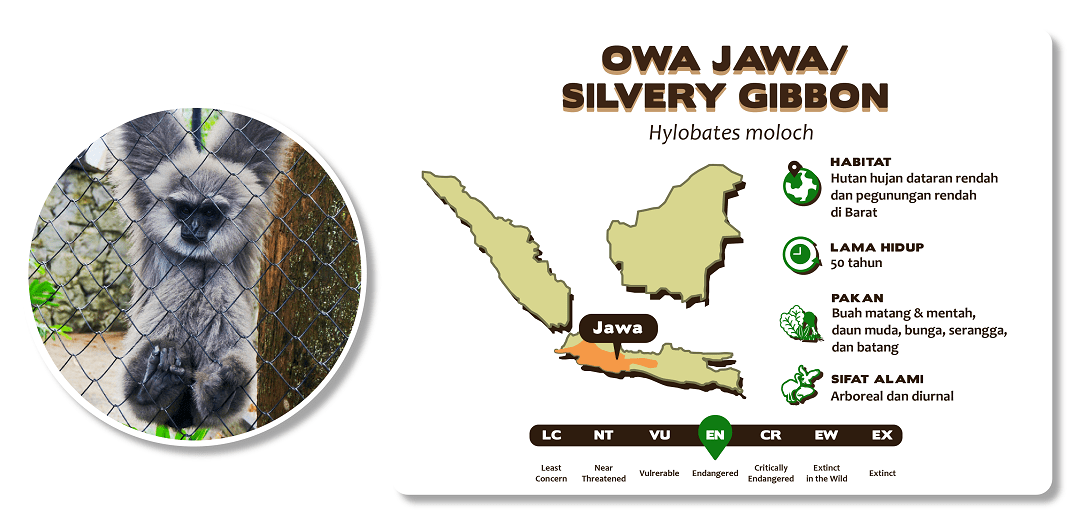 OWA JAWA/
SILVERY GIBBON
Hylobates moloch
HABITAT
Hutan hujan dataran rendah
dan pegunungan rendah
di Barat
LAMA HIDUP
50 tahun
PAKAN
Buah matang & mentah,
daun muda, bunga, serangga,
dan batang
SIFAT ALAMI
Arboreal dan diurnal
Jawa
LC NT VU EN CR EW EX
Least Concern
Near Threatened
Vulrerable
Endangered
Critically Endangered
Extinct in the Wild
Extinct